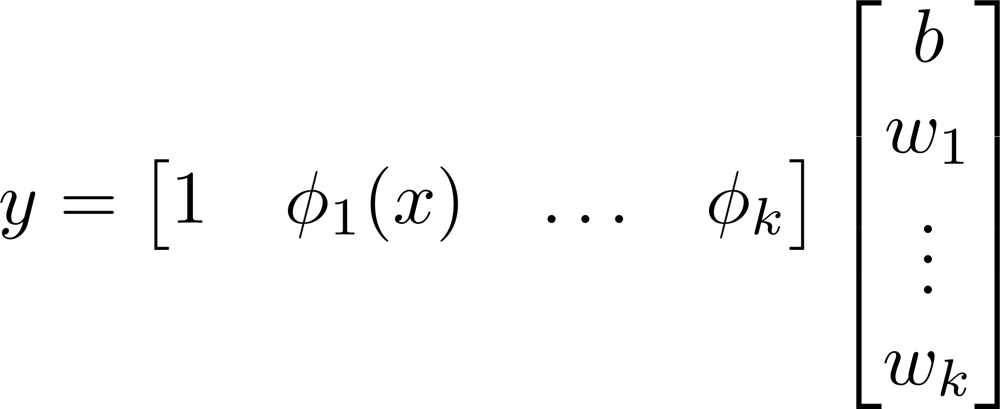 y = [1 ϕ₁(x) … ϕₖ] [b w₁ ⋮ wₖ]